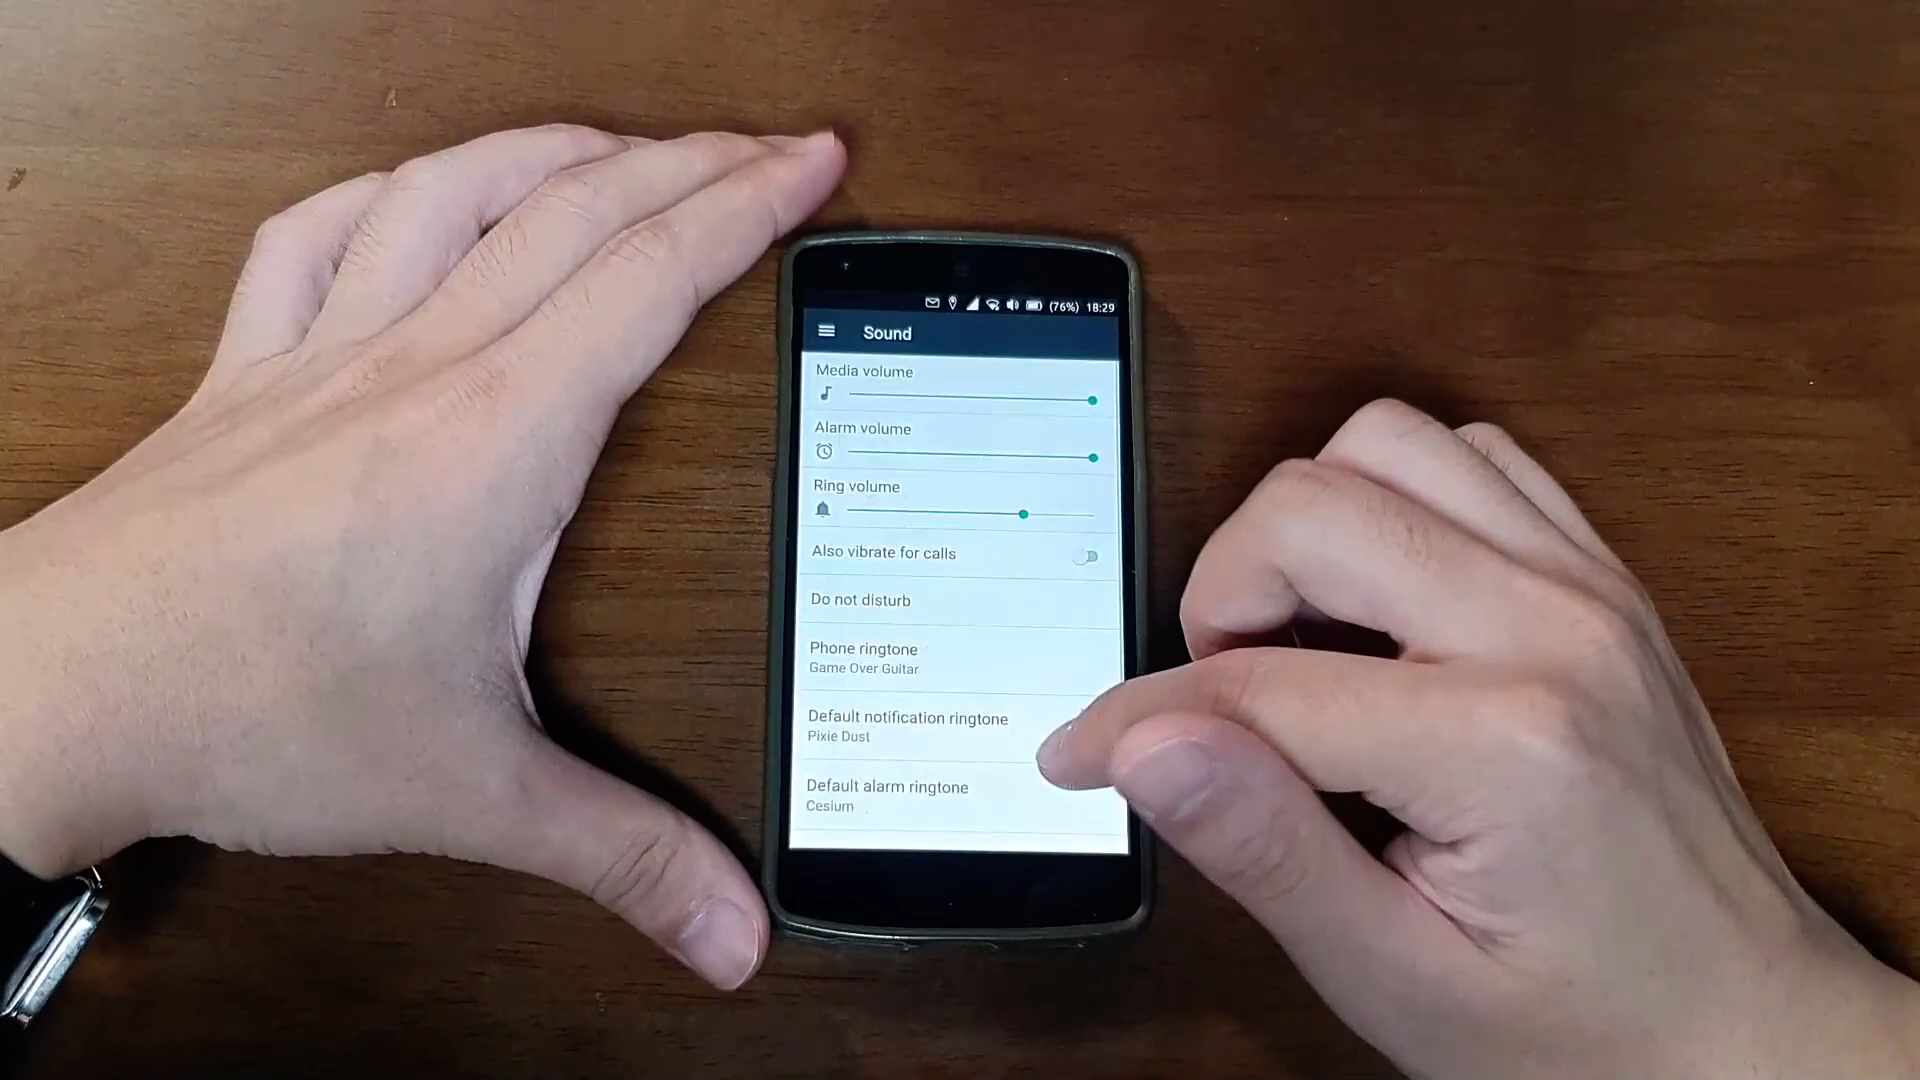 (76%) 18:29
Sound
Media volume
Alarm volume
Ring volume
Also vibrate for calls
Do not disturb
Phone ringtone
Game Over Guitar
Default notification ringtone
Pixie Dust
Default alarm ringtone
Cesium